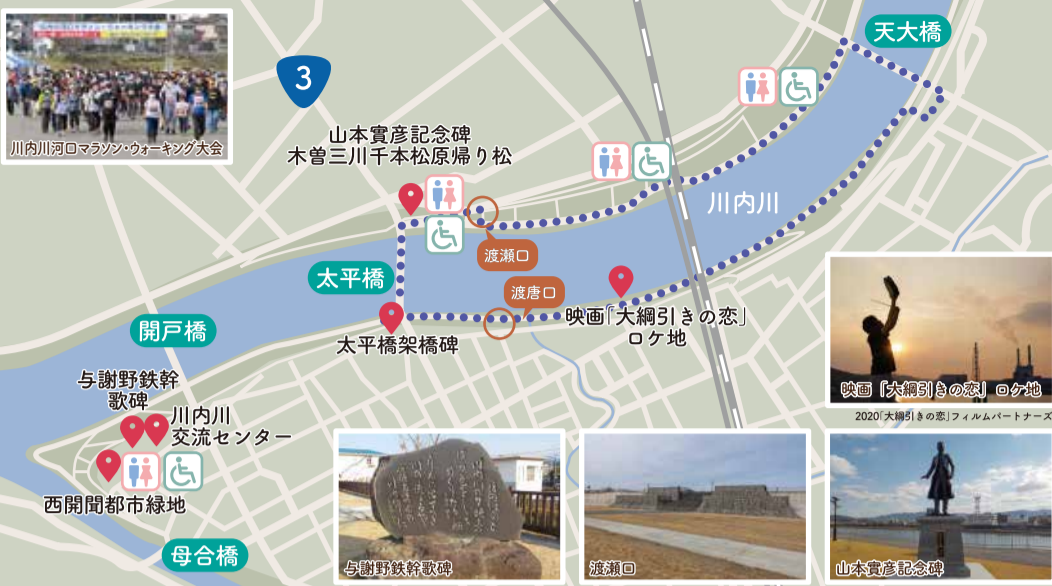 川内川河口マラソン・ウォーキング大会
3
天大橋
山本實彦記念碑
木曽三川千本松原帰り松
川内川
渡瀬口
太平橋
渡唐口
映画「大綱引きの恋」
ロケ地
太平橋架橋碑
開戸橋
与謝野鉄幹
歌碑
川内川
交流センター
西開聞都市緑地
母合橋
映画「大綱引きの恋」ロケ地
2020「大綱引きの恋」フィルムパートナーズ
与謝野鉄幹歌碑
渡瀬口
山本實彦記念碑